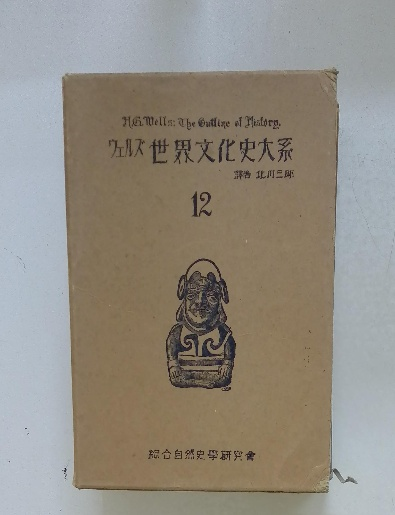 H.G.Wells: The Outline of History.
ウェルズ 世界文化史大系
譯者 北川三郎
12
綜合自然史學硏究會